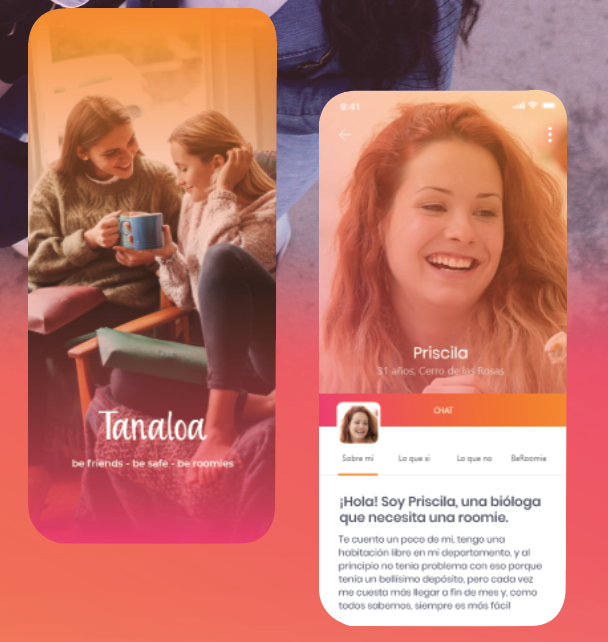 Tanaloa
be friends - be safe - be roomies
9:41
Priscila
31 años, Cerro de las Rosas
CHAT
Sobre mi
Lo que si
Lo que no
BeRoomie
¡Hola! Soy Priscila, una bióloga
que necesita una roomie.
Te cuento un poco de mi, tengo una
habitación libre en mi departamento, y al
principio no tenia problema con eso porque
tenía un bellísimo depósito, pero cada vez
me cuesta más llegar a fin de mes y, como
todos sabemos, siempre es más fácil